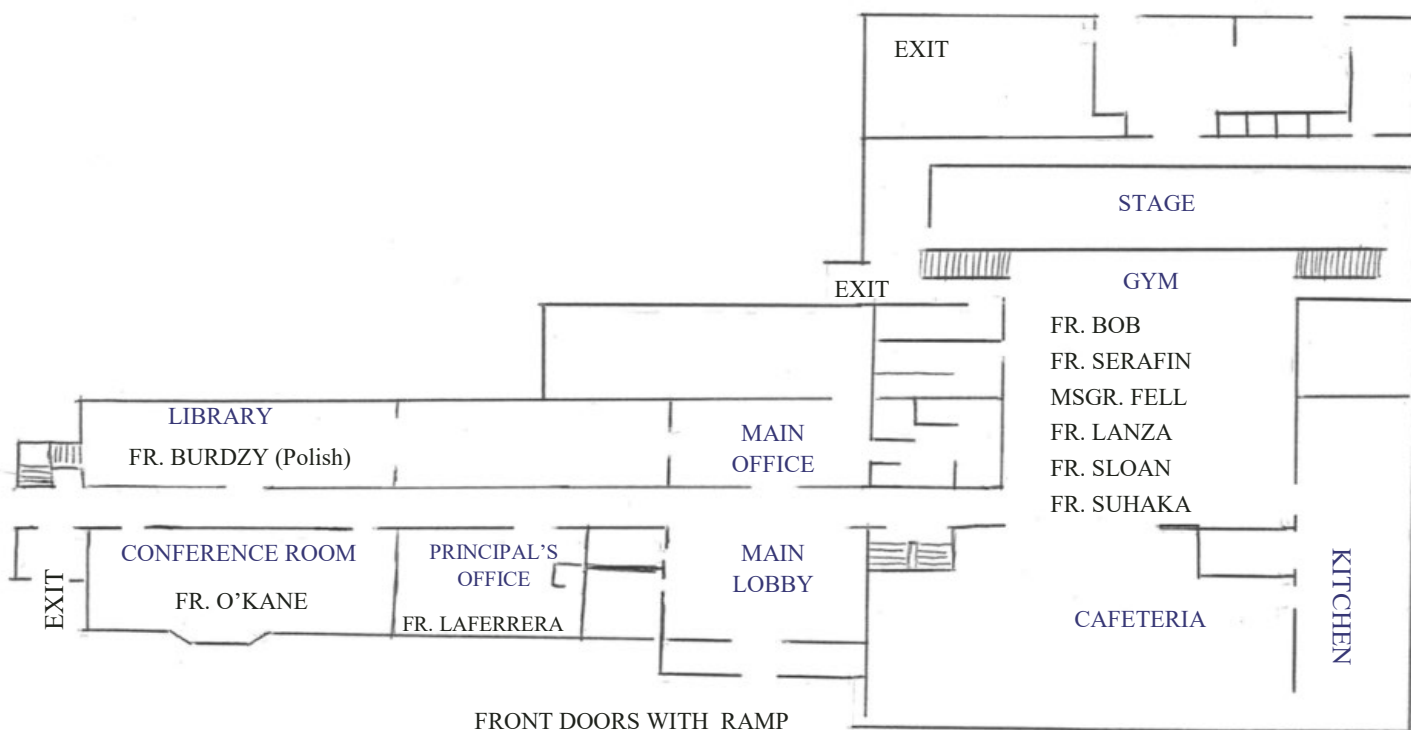 EXIT
STAGE
GYM
EXIT
FR. BOB
FR. SERAFIN
MSGR. FELL
FR. LANZA
FR. SLOAN
FR. SUHAKA
LIBRARY
FR. BURDZY (Polish)
MAIN
OFFICE
CONFERENCE ROOM
FR. O'KANE
PRINCIPAL'S
OFFICE
FR. LAFERRERA
MAIN
LOBBY
CAFETERIA
KITCHEN
EXIT
FRONT DOORS WITH RAMP